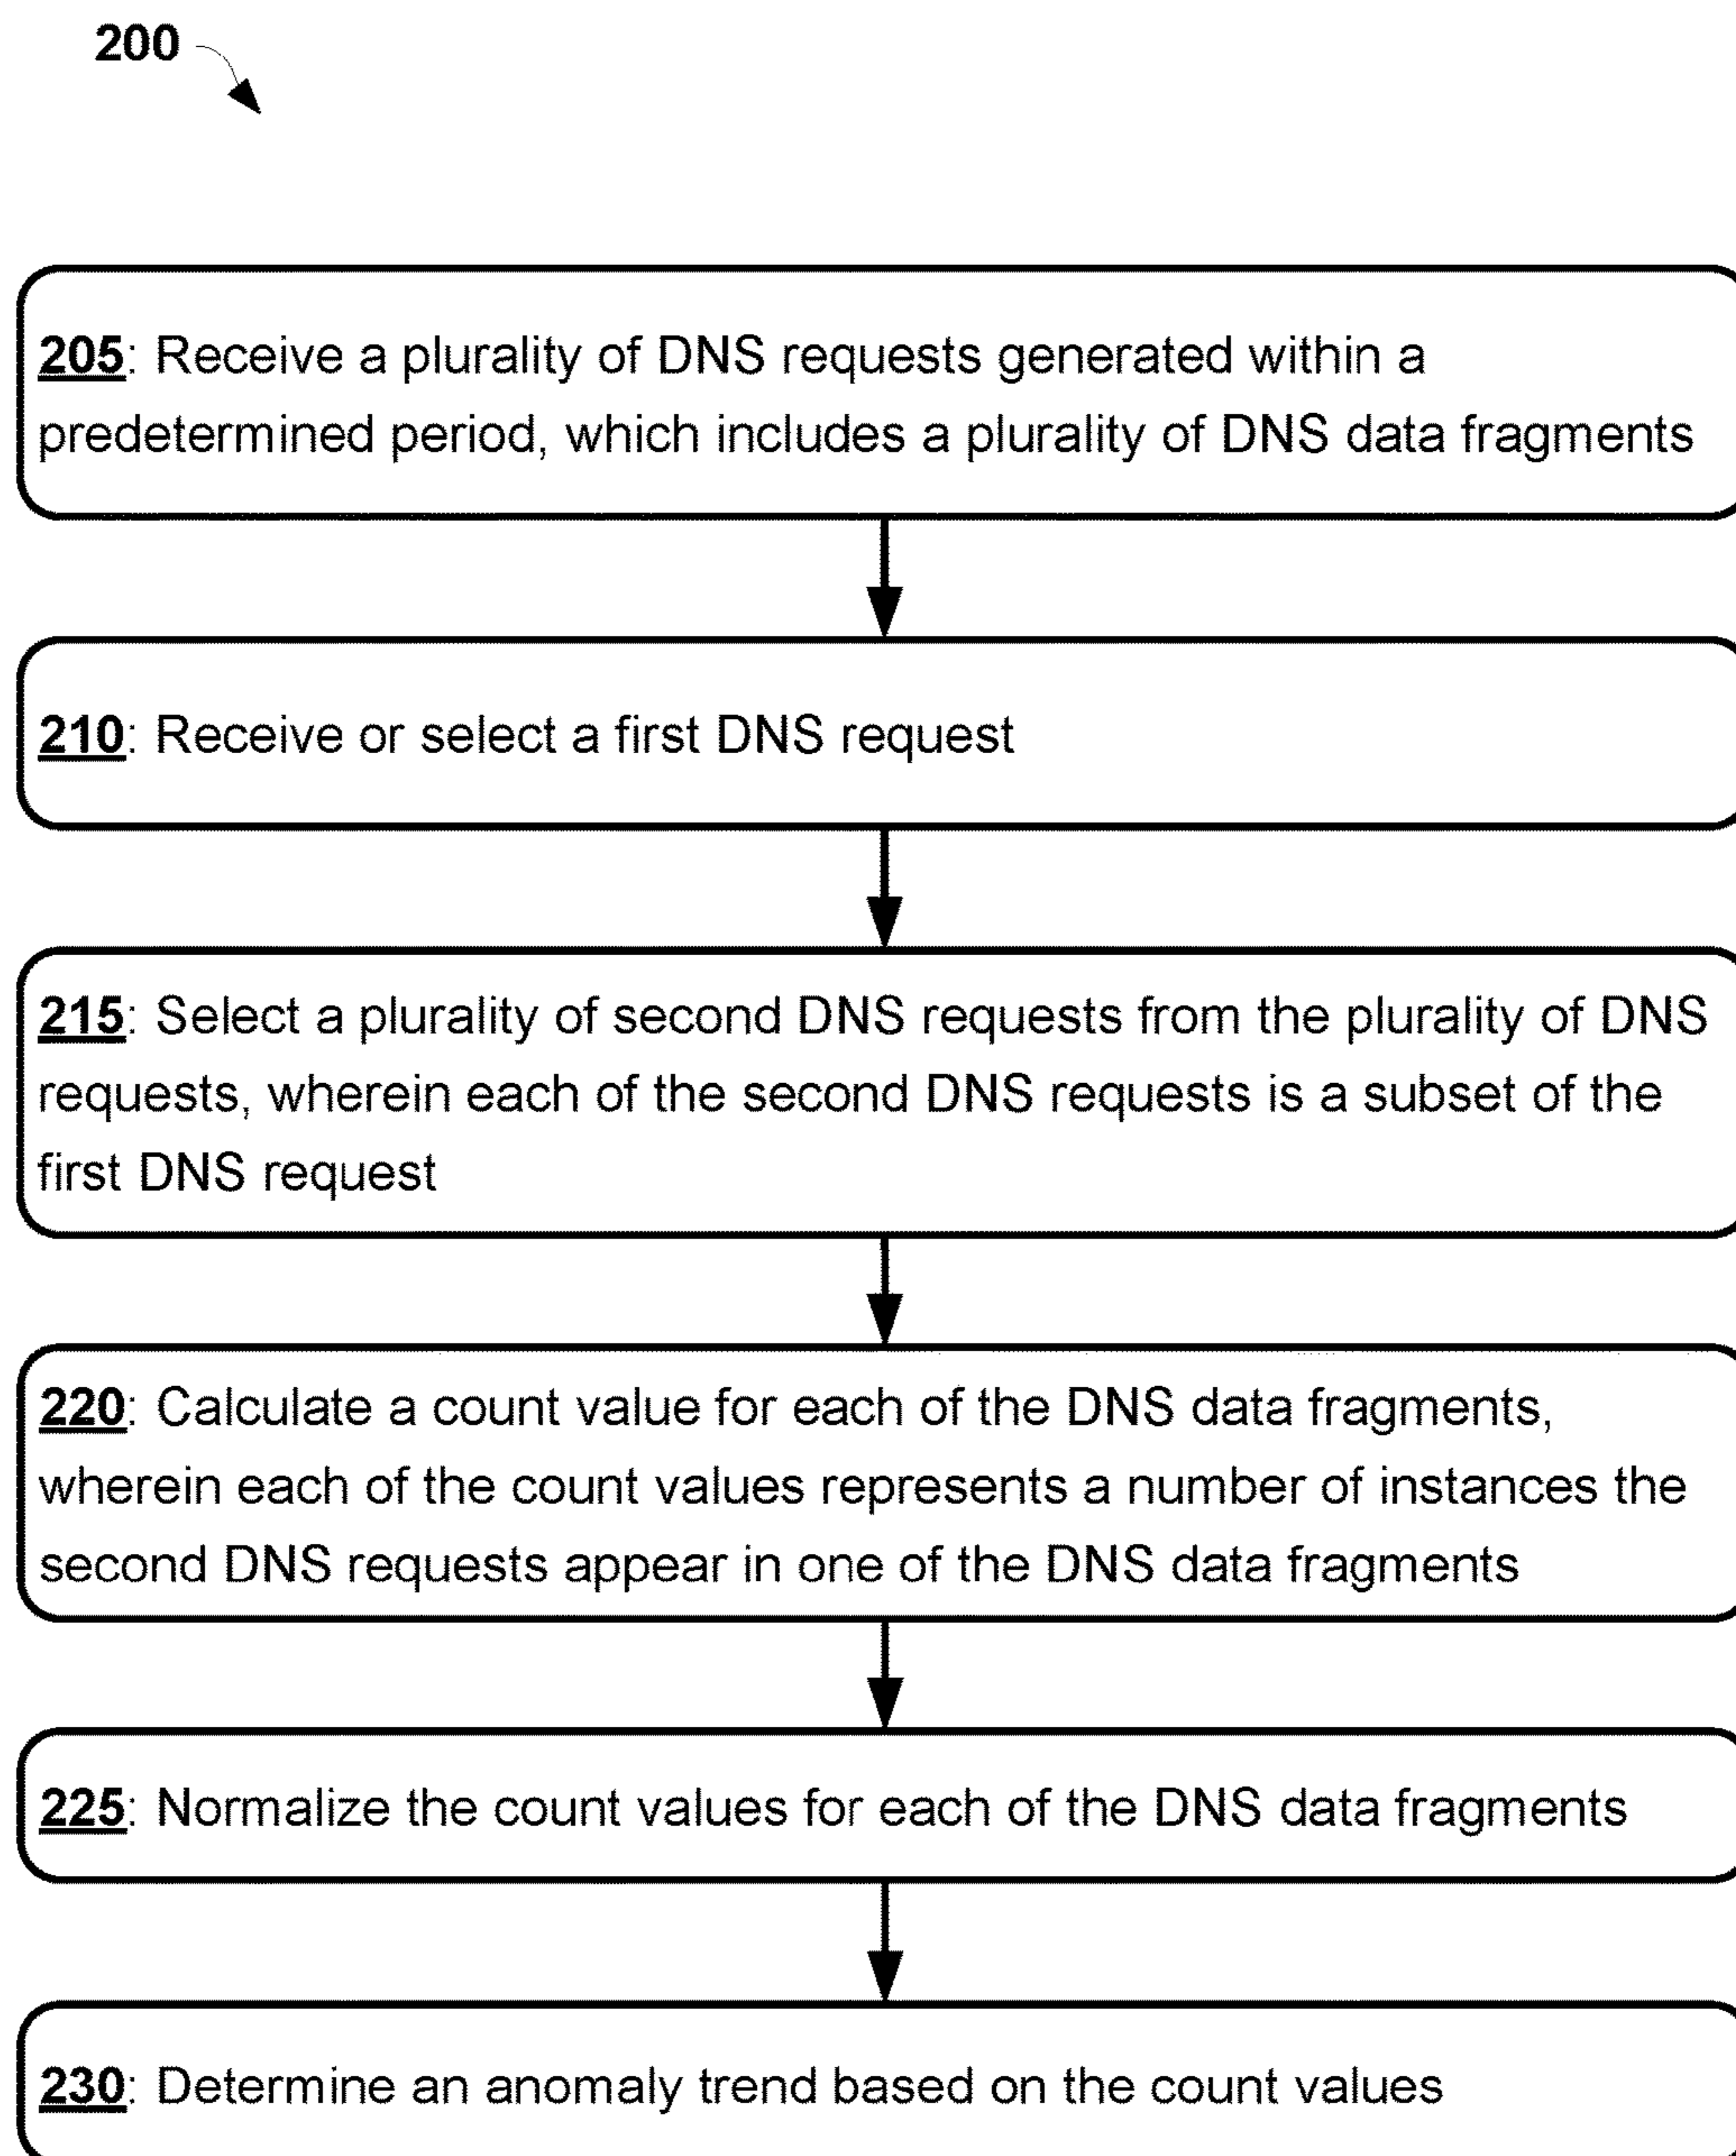 200
205: Receive a plurality of DNS requests generated within a
predetermined period, which includes a plurality of DNS data fragments
210: Receive or select a first DNS request
215: Select a plurality of second DNS requests from the plurality of DNS
requests, wherein each of the second DNS requests is a subset of the
first DNS request
220: Calculate a count value for each of the DNS data fragments,
wherein each of the count values represents a number of instances the
second DNS requests appear in one of the DNS data fragments
225: Normalize the count values for each of the DNS data fragments
230: Determine an anomaly trend based on the count values